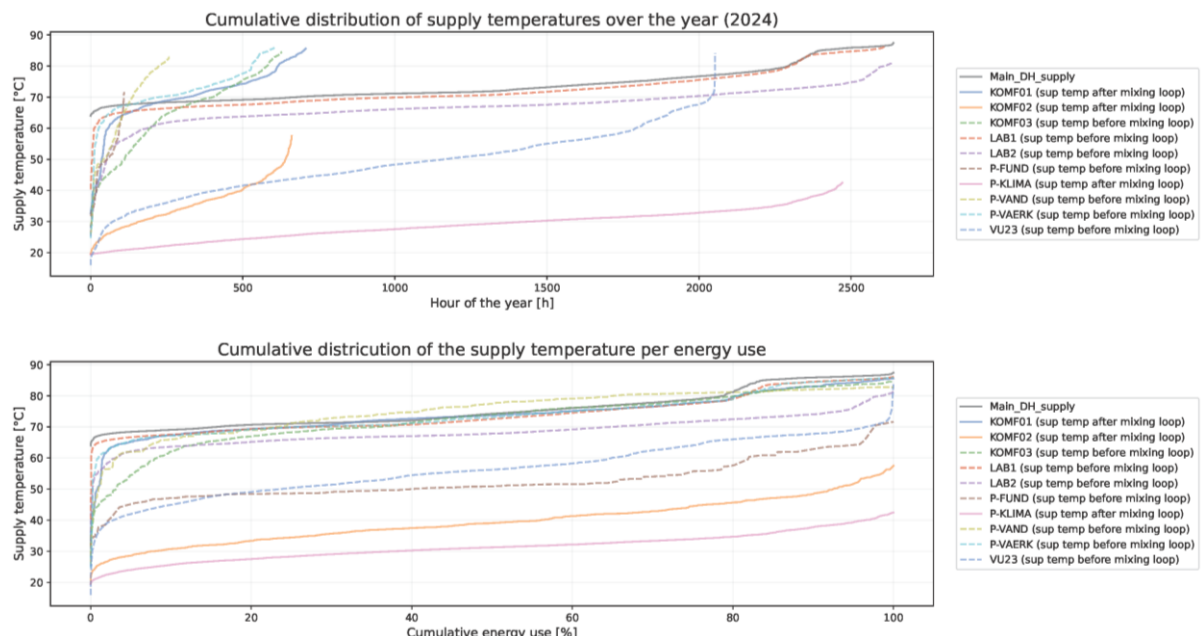 Cumulative distribution of supply temperatures over the year (2024)
90
80
70
60
50
40
30
20
Supply temperature [°C]
0
500
1000
1500
2000
2500
Hour of the year [h]
Main_DH_supply
KOMF01 (sup temp after mixing loop)
KOMF02 (sup temp after mixing loop)
KOMF03 (sup temp before mixing loop)
LAB1 (sup temp before mixing loop)
LAB2 (sup temp before mixing loop)
P-FUND (sup temp before mixing loop)
P-KLIMA (sup temp after mixing loop)
P-VAND (sup temp before mixing loop)
P-VAERK (sup temp before mixing loop)
VU23 (sup temp before mixing loop)
Cumulative districution of the supply temperature per energy use
90
80
70
60
50
40
30
20
Supply temperature [°C]
0
20
40
60
80
100
Cumulative energy use [%]
Main_DH_supply
KOMF01 (sup temp after mixing loop)
KOMF02 (sup temp after mixing loop)
KOMF03 (sup temp before mixing loop)
LAB1 (sup temp before mixing loop)
LAB2 (sup temp before mixing loop)
P-FUND (sup temp before mixing loop)
P-KLIMA (sup temp after mixing loop)
P-VAND (sup temp before mixing loop)
P-VAERK (sup temp before mixing loop)
VU23 (sup temp before mixing loop)